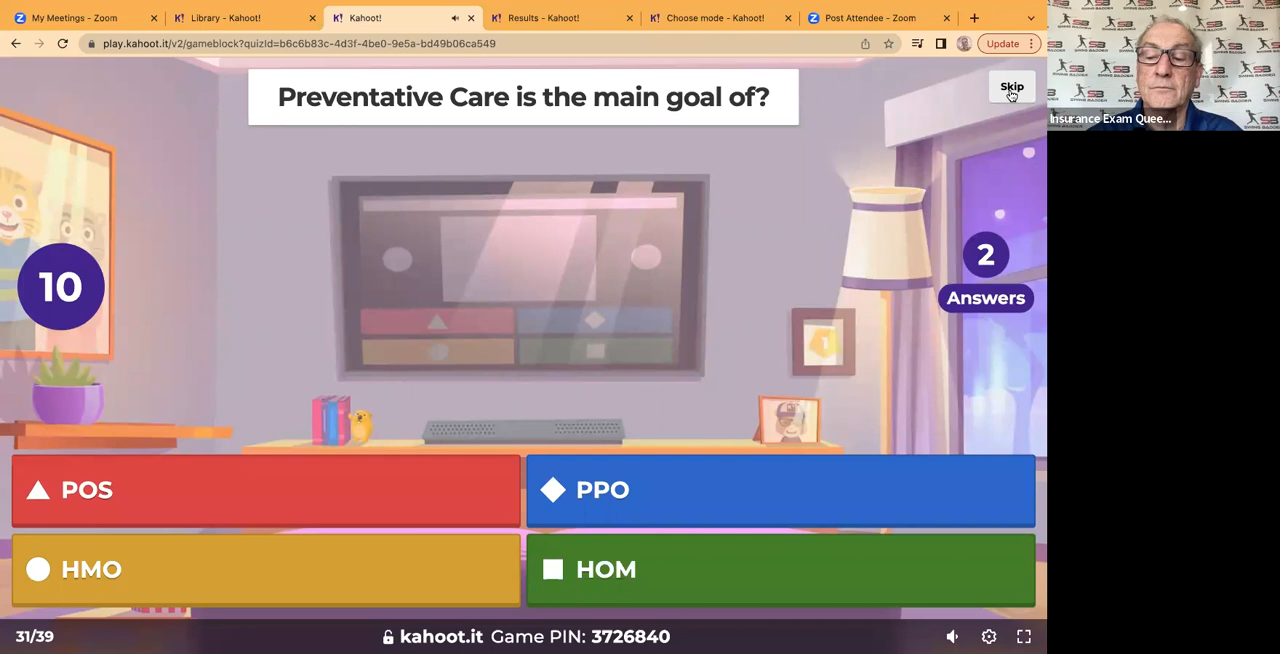 My Meetings - Zoom
Library - Kahoot!
Kahoot!
Results - Kahoot!
Choose mode - Kahoot!
Post Attendee - Zoom
play.kahoot.it/v2/gameblock?quizId=b6c6b83c-4d3f-4be0-9e5a-bd49b06ca549
Update
Preventative Care is the main goal of?
Skip
Insurance Exam Quee...
10
2
Answers
1
POS
PPO
HMO
HOM
31/39
kahoot.it Game PIN: 3726840